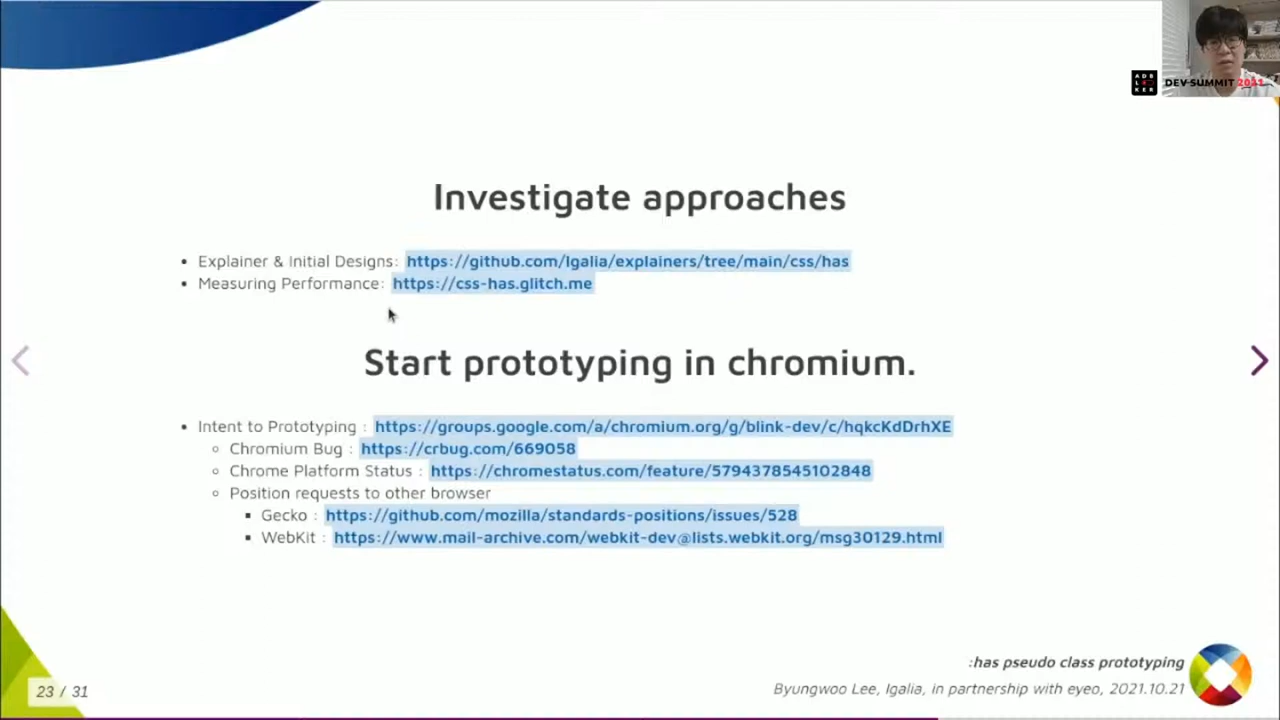 ADB
L CK
KER
DEV SUMMIT 2021
Investigate approaches
Explainer & Initial Designs: https://github.com/Igalia/explainers/tree/main/css/has
Measuring Performance: https://css-has.glitch.me
Start prototyping in chromium.
Intent to Prototyping : https://groups.google.com/a/chromium.org/g/blink-dev/c/hqkcKdDrhXE
Chromium Bug : https://crbug.com/669058
Chrome Platform Status : https://chromestatus.com/feature/5794378545102848
Position requests to other browser
Gecko : https://github.com/mozilla/standards-positions/issues/528
WebKit : https://www.mail-archive.com/webkit-dev@lists.webkit.org/msg30129.html
:has pseudo class prototyping
Byungwoo Lee, Igalia, in partnership with eyeo, 2021.10.21
23 / 31